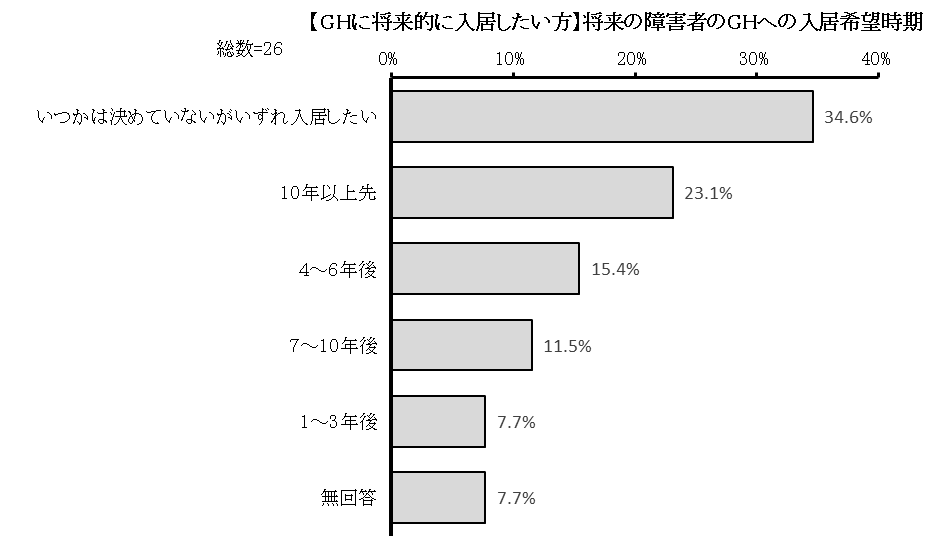 【GHに将来的に入居したい方】将来の障害者のGHへの入居希望時期
総数=26
0% 10% 20% 30% 40%
いつかは決めていないがいずれ入居したい 34.6%
10年以上先 23.1%
4～6年後 15.4%
7～10年後 11.5%
1～3年後 7.7%
無回答 7.7%